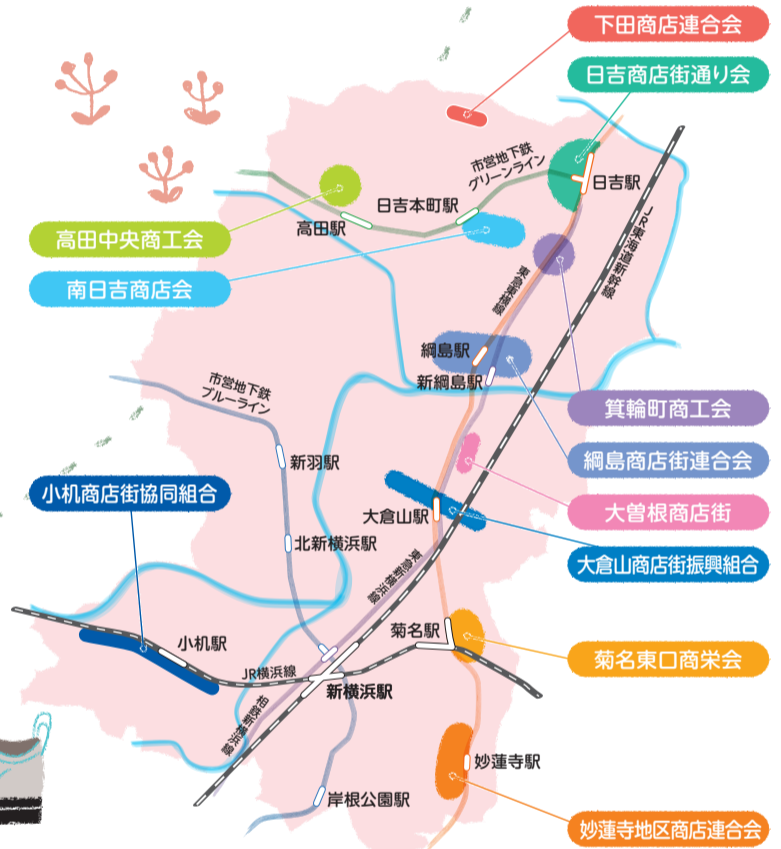 下田商店連合会
日吉商店街通り会
市営地下鉄
グリーンライン
日吉駅
日吉本町駅
高田駅
高田中央商工会
南日吉商店会
JR東海道新幹線
東急東横線
綱島駅
新綱島駅
市営地下鉄
ブルーライン
箕輪町商工会
綱島商店街連合会
新羽駅
小机商店街協同組合
大曽根商店街
大倉山駅
北新横浜駅
大倉山商店街振興組合
東急新横浜線
菊名駅
小机駅
菊名東口商栄会
JR横浜線
新横浜駅
相鉄新横浜線
妙蓮寺駅
岸根公園駅
妙蓮寺地区商店連合会